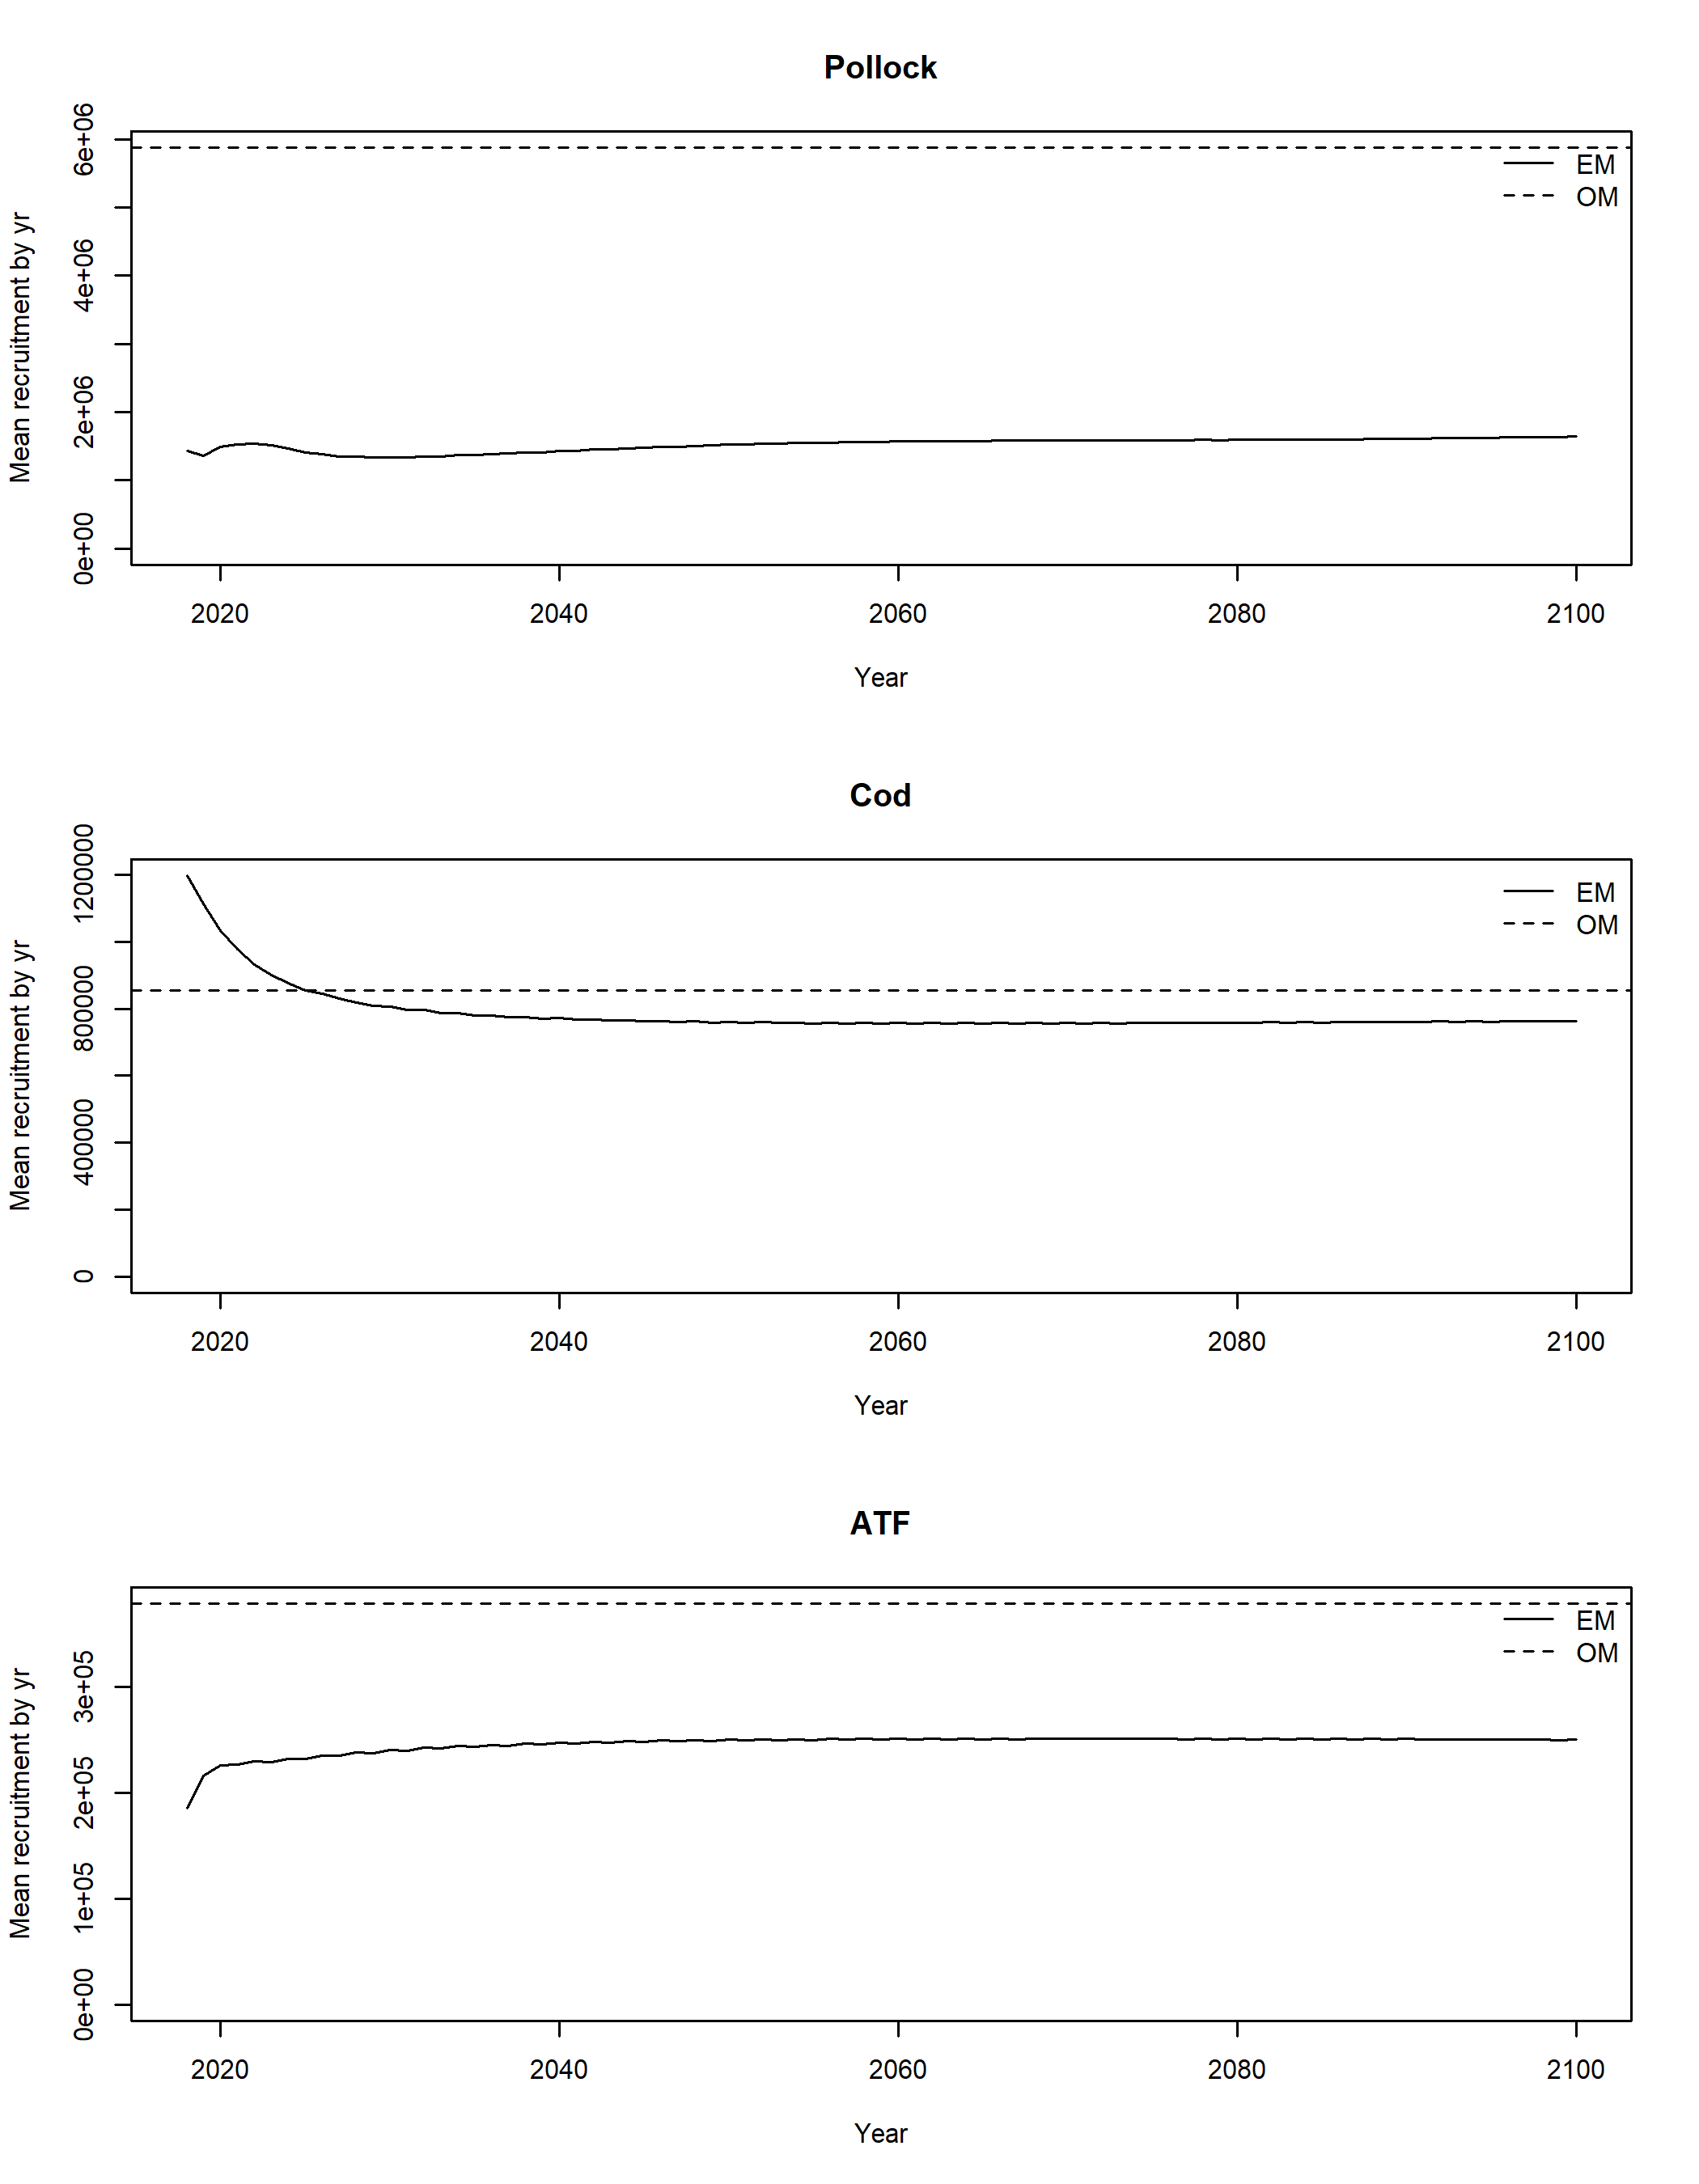 Pollock
Mean recruitment by yr
6e+06
4e+06
2e+06
0e+00
EM
OM
2020 2040 2060 2080 2100
Year
Cod
Mean recruitment by yr
1200000
800000
400000
0
EM
OM
2020 2040 2060 2080 2100
Year
ATF
Mean recruitment by yr
3e+05
2e+05
1e+05
0e+00
EM
OM
2020 2040 2060 2080 2100
Year